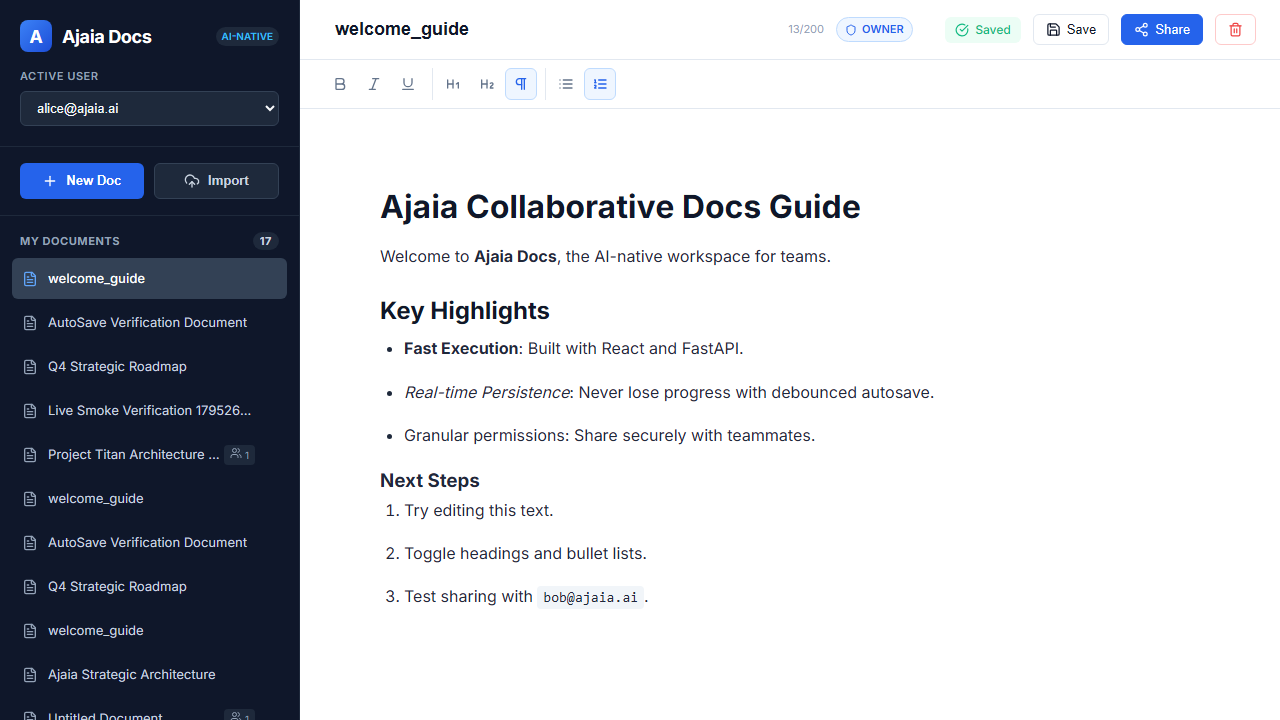 A Ajaia Docs AI-NATIVE
ACTIVE USER
alice@ajaia.ai
New Doc Import
MY DOCUMENTS 17
welcome_guide
AutoSave Verification Document
Q4 Strategic Roadmap
Live Smoke Verification 179526...
Project Titan Architecture ... 1
welcome_guide
AutoSave Verification Document
Q4 Strategic Roadmap
welcome_guide
Ajaia Strategic Architecture
Untitled Document 1
welcome_guide 13/200 OWNER Saved Save Share
B I U H1 H2 ¶
Ajaia Collaborative Docs Guide
Welcome to Ajaia Docs, the AI-native workspace for teams.
Key Highlights
• Fast Execution: Built with React and FastAPI.
• Real-time Persistence: Never lose progress with debounced autosave.
• Granular permissions: Share securely with teammates.
Next Steps
1. Try editing this text.
2. Toggle headings and bullet lists.
3. Test sharing with bob@ajaia.ai.